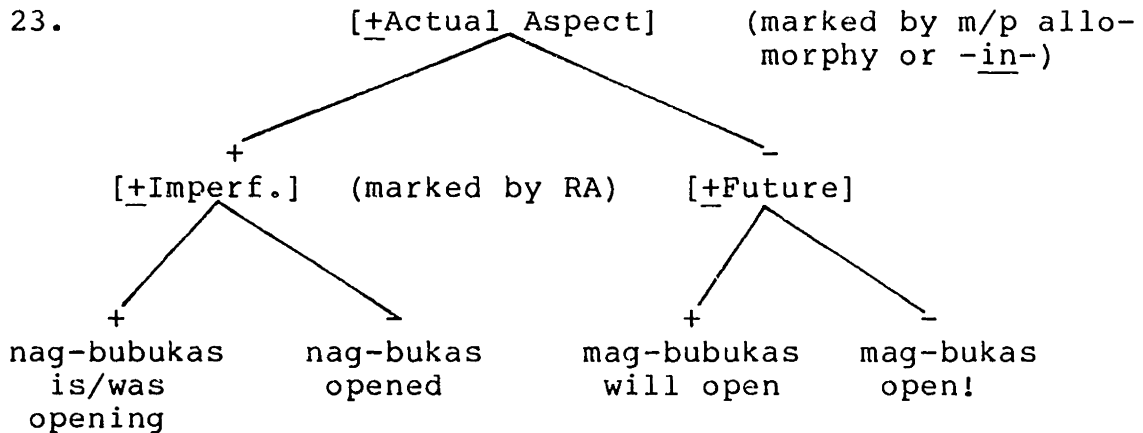 23. [±Actual Aspect] (marked by m/p allo-
morphy or -in-)
+ -
[±Imperf.] (marked by RA) [±Future]
+ - + -
nag-bubukas nag-bukas mag-bubukas mag-bukas
is/was opened will open open!
opening